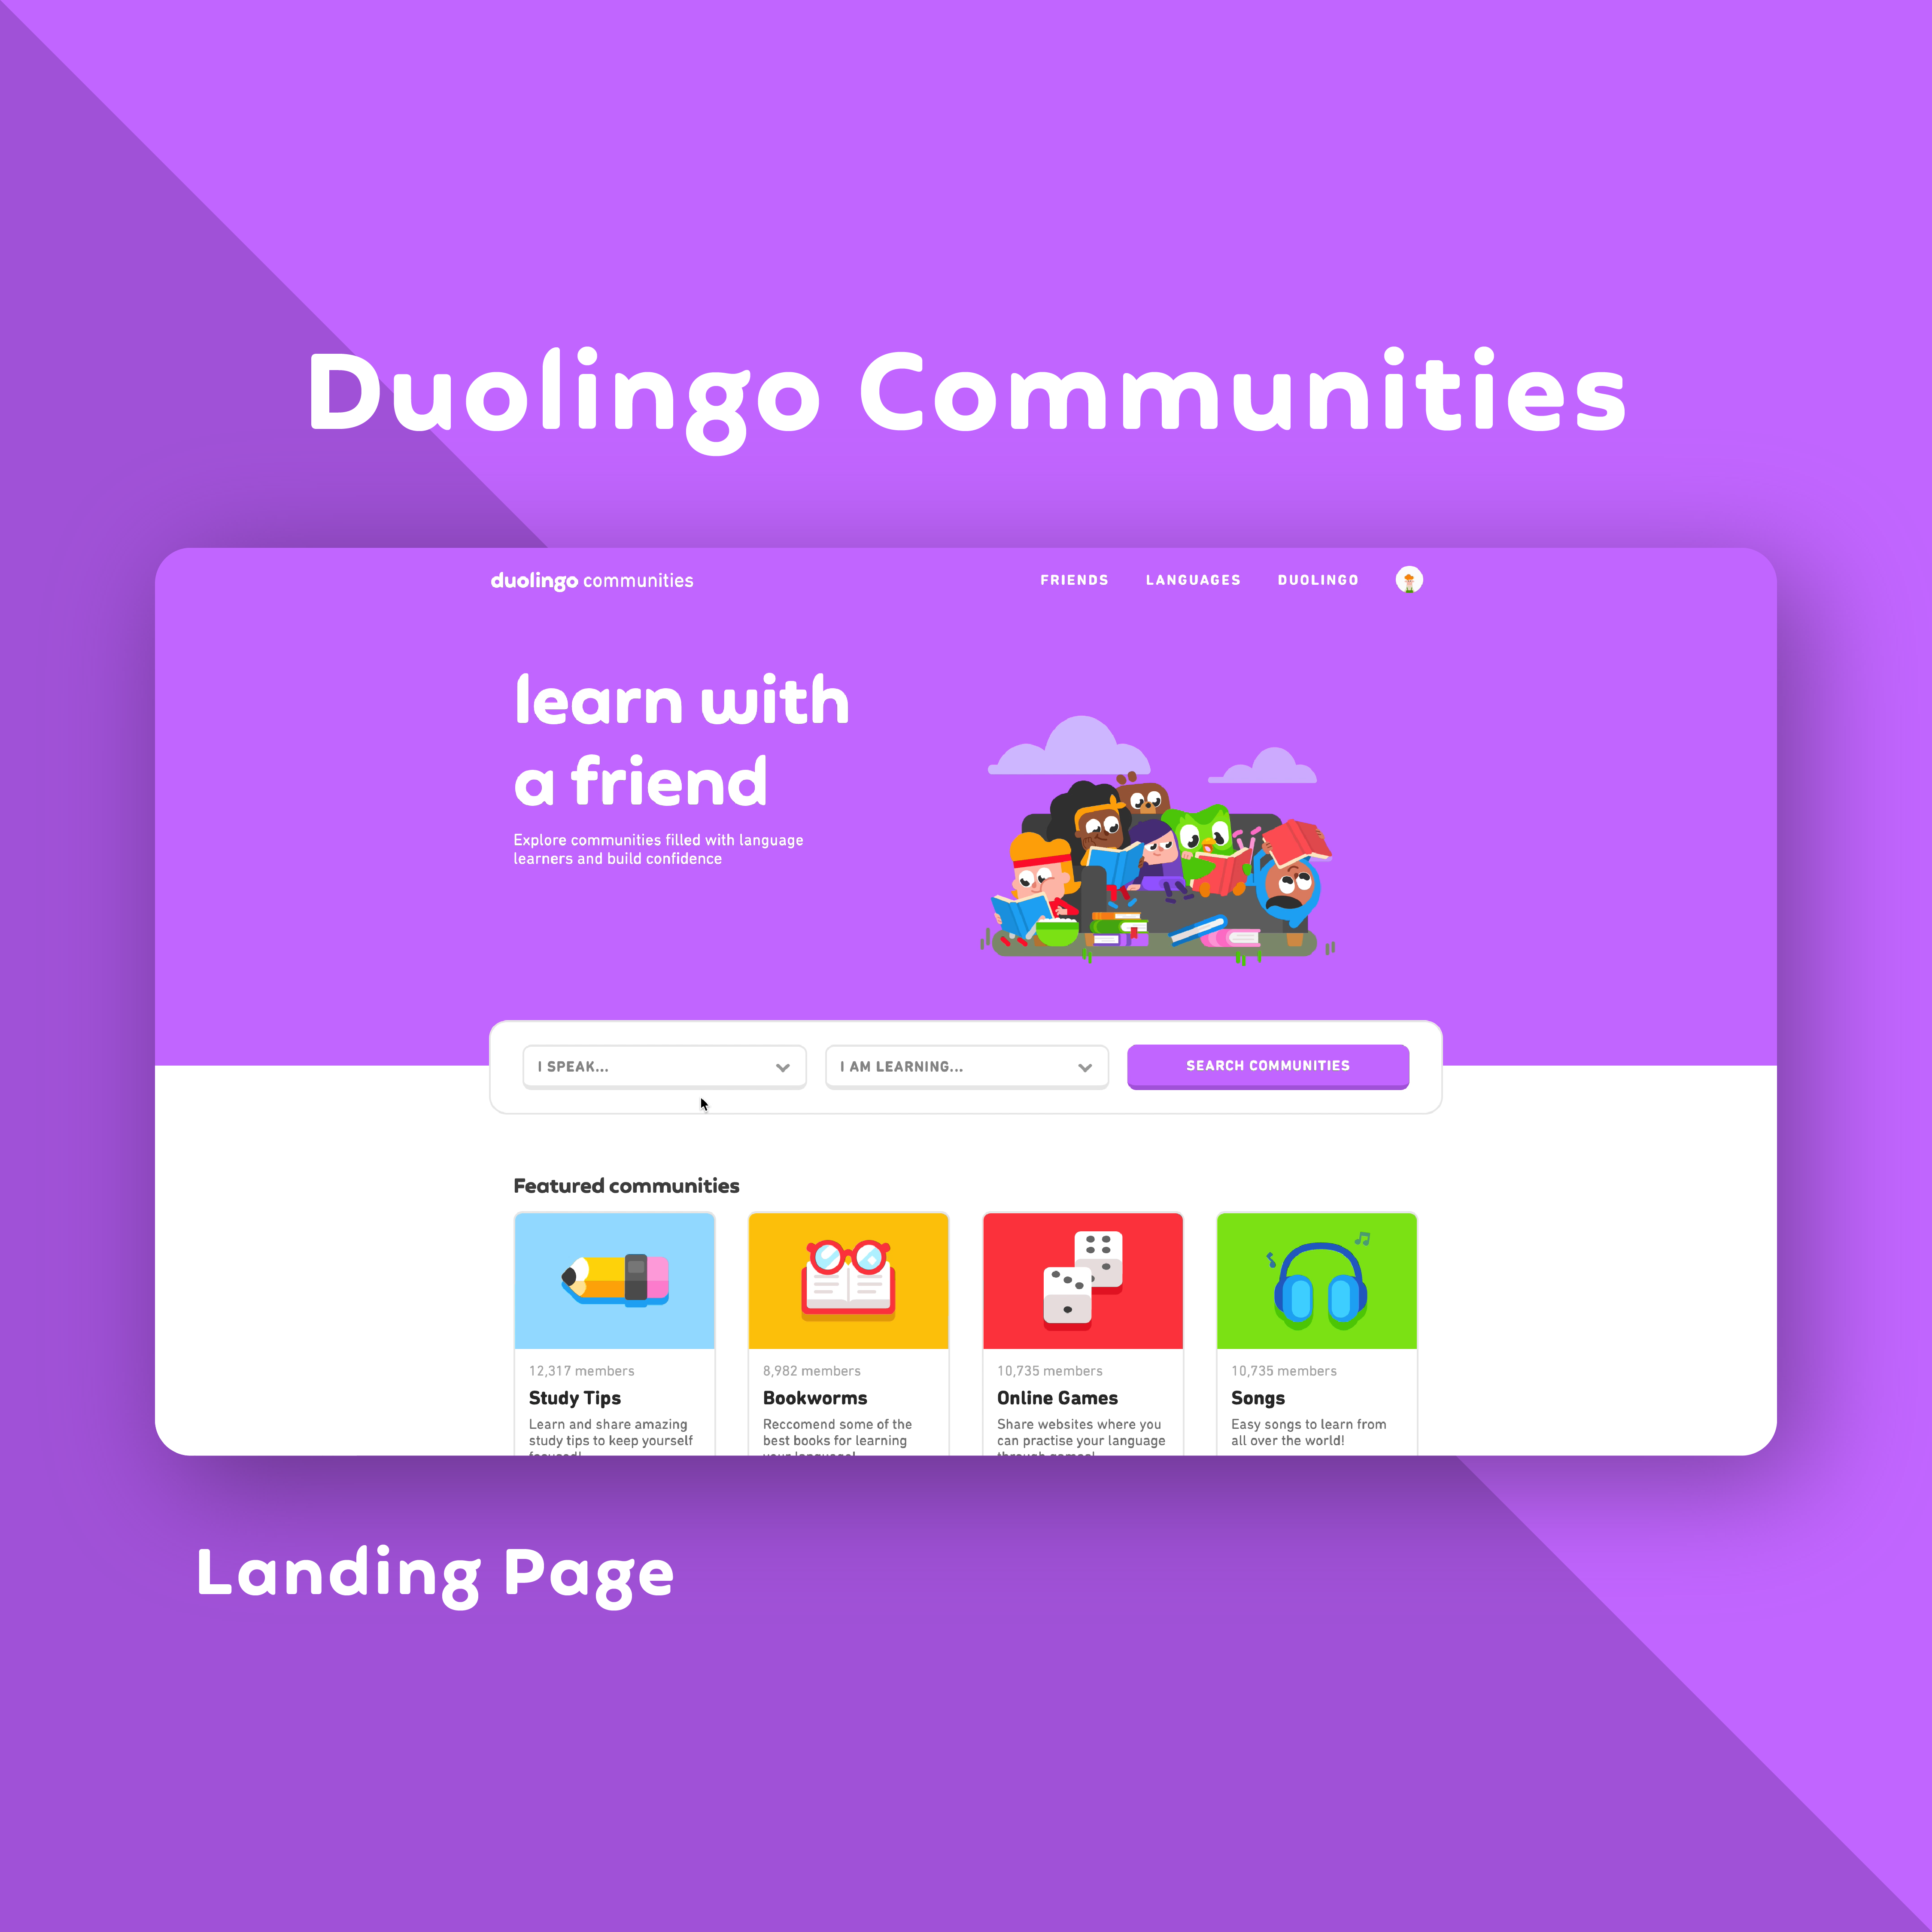 Duolingo Communities
duolingo communities
FRIENDS LANGUAGES DUOLINGO
learn with
a friend
Explore communities filled with language
learners and build confidence
I SPEAK...
I AM LEARNING...
SEARCH COMMUNITIES
Featured communities
12,317 members
Study Tips
Learn and share amazing
study tips to keep yourself
8,982 members
Bookworms
Reccomend some of the
best books for learning
10,735 members
Online Games
Share websites where you
can practise your language
10,735 members
Songs
Easy songs to learn from
all over the world!
Landing Page